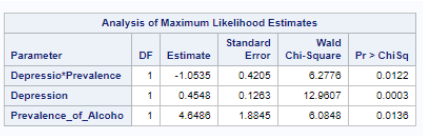 Analysis of Maximum Likelihood Estimates
Parameter DF Estimate Standard Error Wald Chi-Square Pr > ChiSq
Depressio*Prevalence 1 -1.0535 0.4205 6.2776 0.0122
Depression 1 0.4548 0.1263 12.9607 0.0003
Prevalence_of_Alcoho 1 4.6486 1.8845 6.0848 0.0136